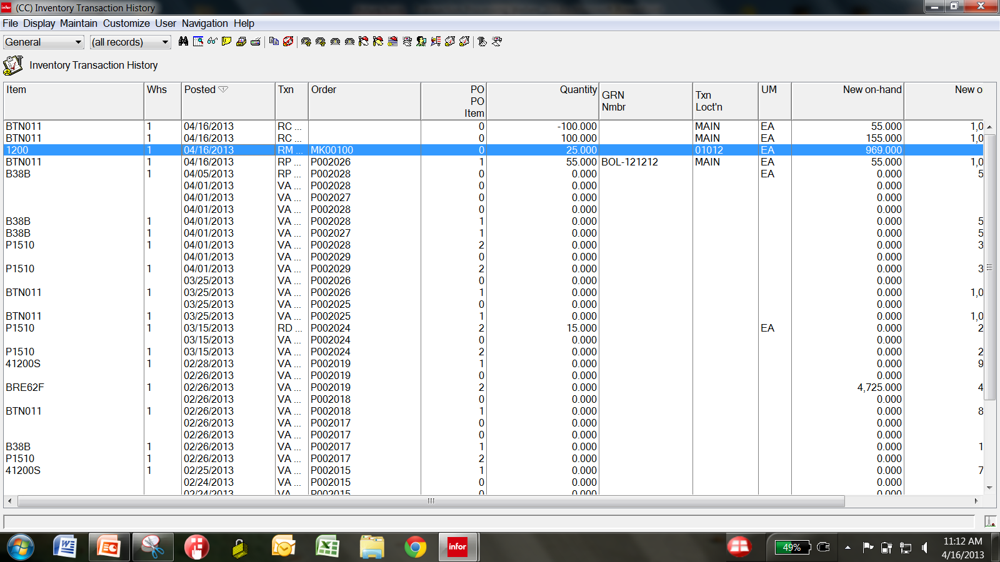 infor (CC) Inventory Transaction History
File Display Maintain Customize User Navigation Help
General (all records)
Inventory Transaction History
Item Whs Posted Txn Order PO PO Item Quantity GRN Nmbr Txn Loct'n UM New on-hand New o
BTN011 1 04/16/2013 RC ... 0 -100.000 MAIN EA 55.000 1,0
BTN011 1 04/16/2013 RC ... 0 100.000 MAIN EA 155.000 1,0
1200 1 04/16/2013 RM ... MK00100 0 25.000 01012 EA 969.000
BTN011 1 04/16/2013 RP ... P002026 1 55.000 BOL-121212 MAIN EA 55.000 1,0
B38B 1 04/05/2013 RP ... P002028 0 0.000 EA 0.000 5
04/01/2013 VA ... P002028 0 0.000 0.000
04/01/2013 VA ... P002027 0 0.000 0.000
04/01/2013 VA ... P002028 0 0.000 0.000
B38B 1 04/01/2013 VA ... P002028 1 0.000 0.000 5
B38B 1 04/01/2013 VA ... P002027 1 0.000 0.000 5
P1510 1 04/01/2013 VA ... P002028 2 0.000 0.000 3
04/01/2013 VA ... P002029 0 0.000 0.000
P1510 1 04/01/2013 VA ... P002029 2 0.000 0.000 3
03/25/2013 VA ... P002026 0 0.000 0.000
BTN011 1 03/25/2013 VA ... P002026 1 0.000 0.000 1,0
03/25/2013 VA ... P002025 0 0.000 0.000
BTN011 1 03/25/2013 VA ... P002025 1 0.000 0.000 1,0
P1510 1 03/15/2013 RD ... P002024 2 15.000 EA 0.000 2
03/15/2013 VA ... P002024 0 0.000 0.000
P1510 1 03/15/2013 VA ... P002024 2 0.000 0.000 2
41200S 1 02/28/2013 VA ... P002019 1 0.000 0.000 9
02/26/2013 VA ... P002019 0 0.000 0.000
BRE62F 1 02/26/2013 VA ... P002019 2 0.000 4,725.000 4
02/26/2013 VA ... P002018 0 0.000 0.000
BTN011 1 02/26/2013 VA ... P002018 1 0.000 0.000 8
02/26/2013 VA ... P002017 0 0.000 0.000
02/26/2013 VA ... P002017 0 0.000 0.000
B38B 1 02/26/2013 VA ... P002017 1 0.000 0.000 1
P1510 1 02/26/2013 VA ... P002017 2 0.000 0.000
41200S 1 02/25/2013 VA ... P002015 1 0.000 0.000 7
02/24/2013 VA ... P002015 0 0.000 0.000
02/24/2013 VA ... P002015 0 0.000 0.000
infor 49% 11:12 AM
4/16/2013